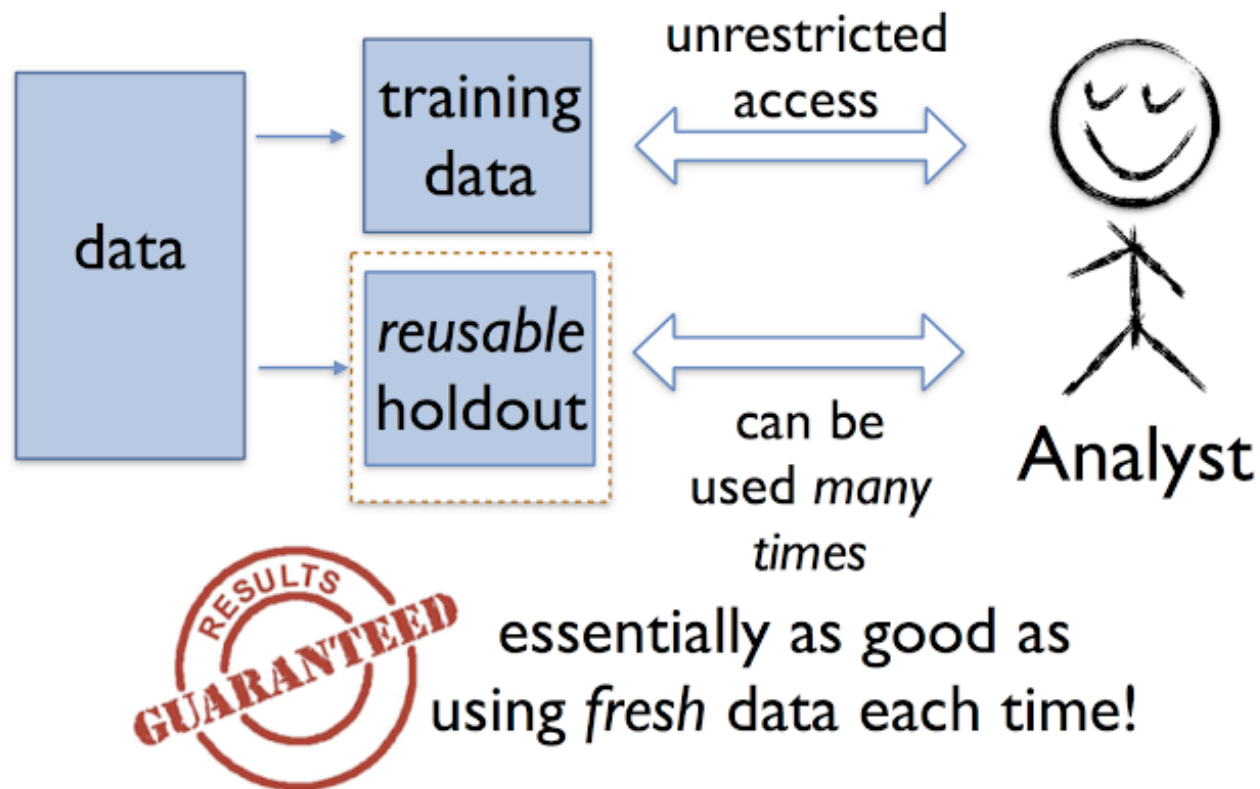 data
training
data
reusable
holdout
unrestricted
access
can be
used many
times
Analyst
RESULTS
GUARANTEED
essentially as good as
using fresh data each time!